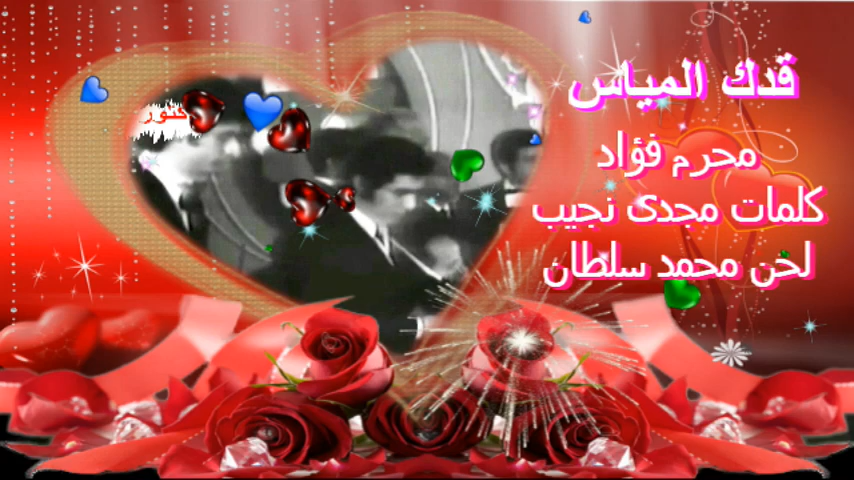 قدك المياس
محرم فؤاد
كلمات مجدى نجيب
لحن محمد سلطان